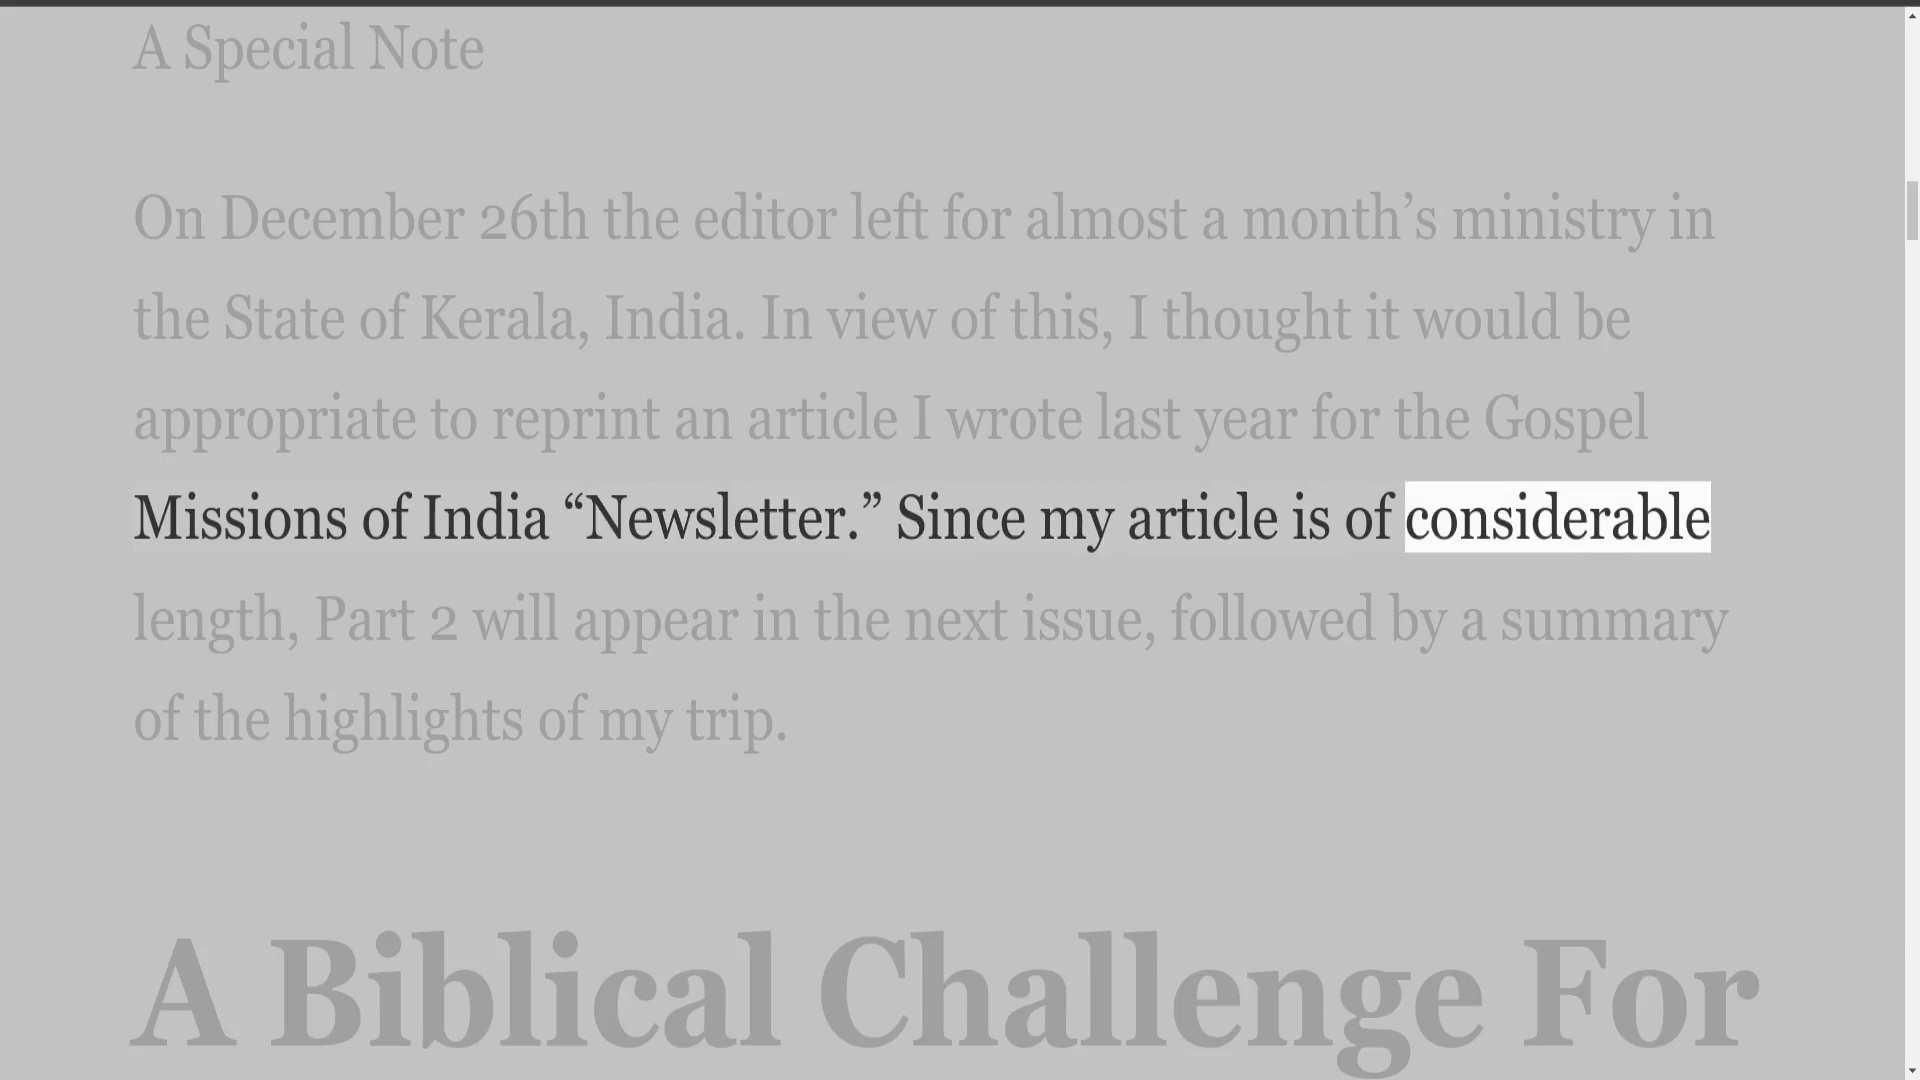 A Special Note
On December 26th the editor left for almost a month’s ministry in
the State of Kerala, India. In view of this, I thought it would be
appropriate to reprint an article I wrote last year for the Gospel
Missions of India “Newsletter.” Since my article is of considerable
length, Part 2 will appear in the next issue, followed by a summary
of the highlights of my trip.
A Biblical Challenge For